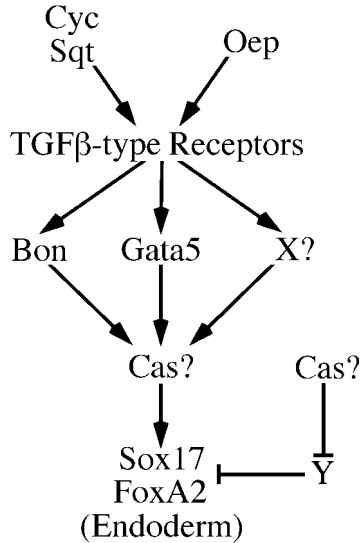 Cyc
Sqt
Oep
TGFβ-type Receptors
Bon
Gata5
X?
Cas?
Cas?
Sox17
FoxA2
(Endoderm)
Y